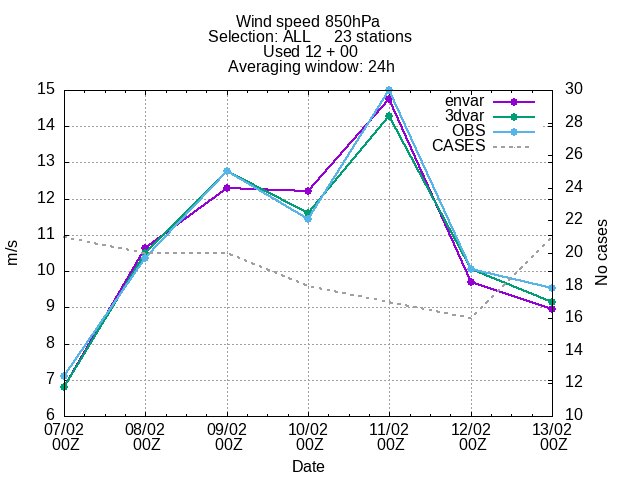 Wind speed 850hPa
Selection: ALL 23 stations
Used 12 + 00
Averaging window: 24h
envar
3dvar
OBS
CASES
15
14
13
12
11
10
9
8
7
6
30
28
26
24
22
20
18
16
14
12
10
m/s
No cases
07/02 08/02 09/02 10/02 11/02 12/02 13/02
00Z 00Z 00Z 00Z 00Z 00Z 00Z
Date